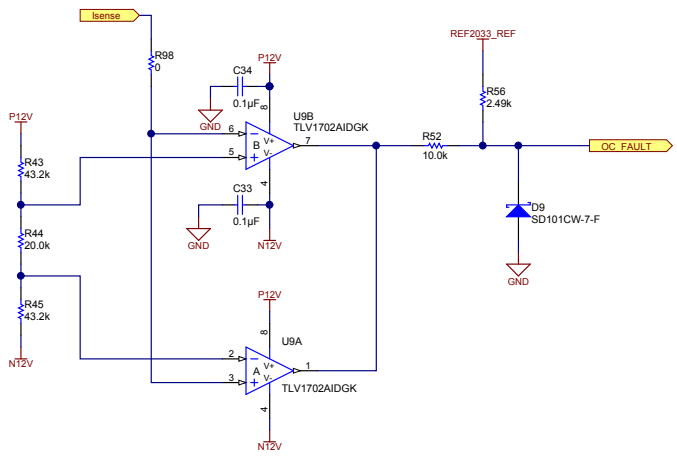 Isense
R98
0
P12V
C34
0.1µF
GND
8
U9B
TLV1702AIDGK
6
5
B
V+
V-
7
4
C33
0.1µF
GND
N12V
P12V
R43
43.2k
R44
20.0k
R45
43.2k
N12V
P12V
8
U9A
2
3
A
V+
V-
1
TLV1702AIDGK
4
N12V
REF2033_REF
R56
2.49k
R52
10.0k
OC_FAULT
D9
SD101CW-7-F
GND